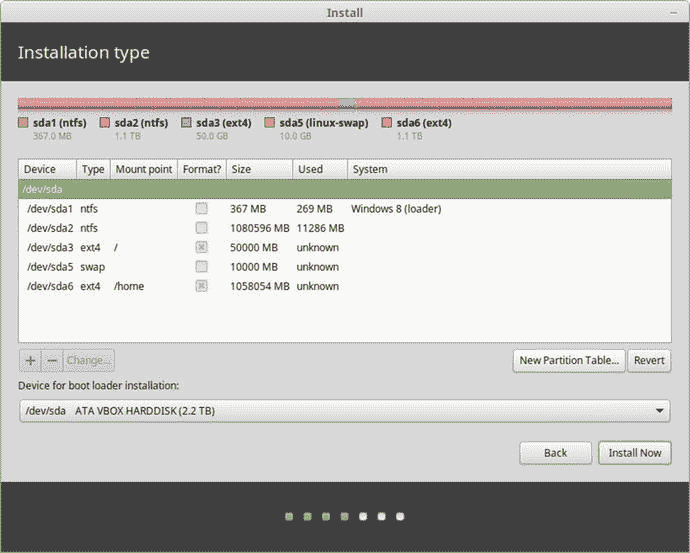 Install
Installation type
sda1 (ntfs) sda2 (ntfs) sda3 (ext4) sda5 (linux-swap) sda6 (ext4)
367.0 MB 1.1 TB 50.0 GB 10.0 GB 1.1 TB
Device Type Mount point Format? Size Used System
/dev/sda
/dev/sda1 ntfs 367 MB 269 MB Windows 8 (loader)
/dev/sda2 ntfs 1080596 MB 11286 MB
/dev/sda3 ext4 / 50000 MB unknown
/dev/sda5 swap 10000 MB unknown
/dev/sda6 ext4 /home 1058054 MB unknown
+ − Change... New Partition Table... Revert
Device for boot loader installation:
/dev/sda ATA VBOX HARDDISK (2.2 TB)
Back Install Now